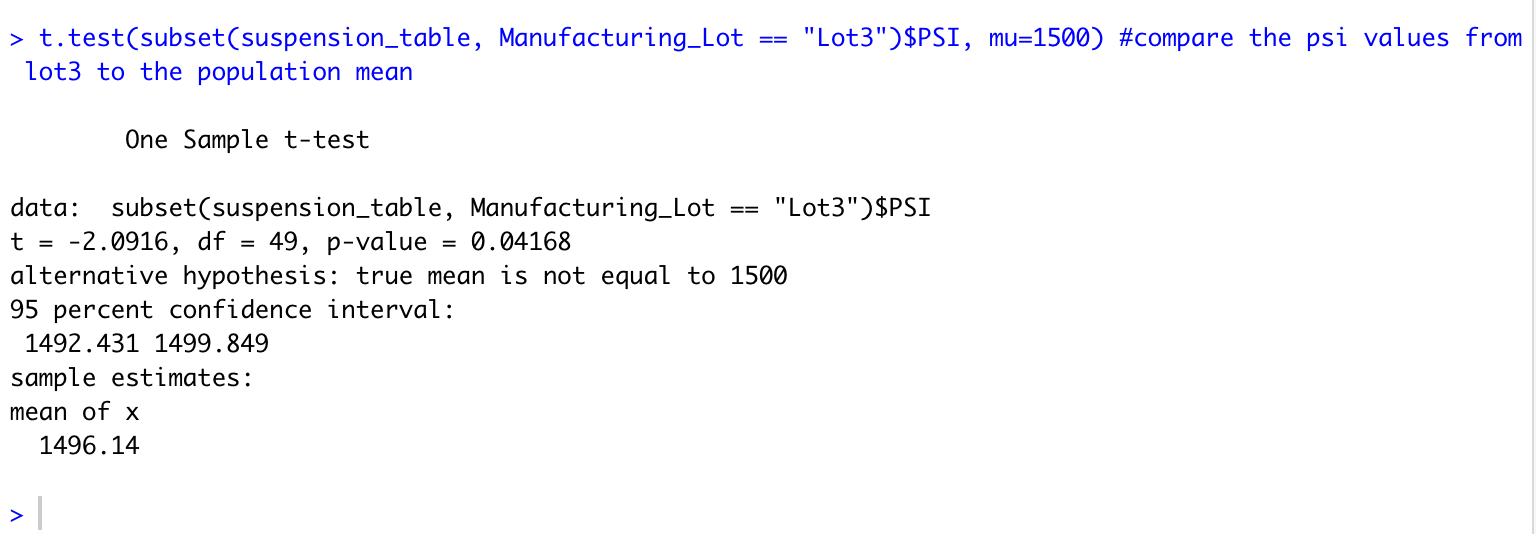 > t.test(subset(suspension_table, Manufacturing_Lot == "Lot3")$PSI, mu=1500) #compare the psi values from
lot3 to the population mean
One Sample t-test
data:  subset(suspension_table, Manufacturing_Lot == "Lot3")$PSI
t = -2.0916, df = 49, p-value = 0.04168
alternative hypothesis: true mean is not equal to 1500
95 percent confidence interval:
1492.431 1499.849
sample estimates:
mean of x
1496.14
>